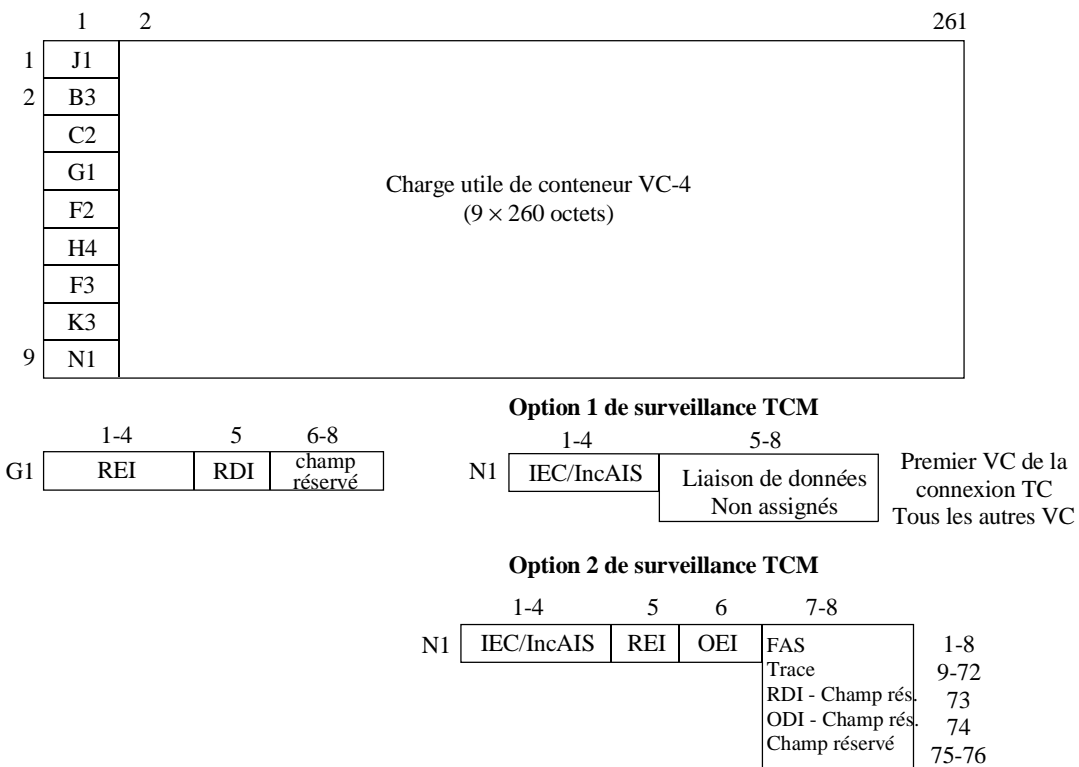 1 2 261
1 J1
2 B3
C2
G1
F2
H4
F3
K3
9 N1
Charge utile de conteneur VC-4
(9 × 260 octets)
1-4 5 6-8
G1 REI RDI champ réservé
Option 1 de surveillance TCM
1-4 5-8
N1 IEC/IncAIS Liaison de données
Non assignés
Premier VC de la
connexion TC
Tous les autres VC
Option 2 de surveillance TCM
1-4 5 6 7-8
N1 IEC/IncAIS REI OEI FAS 1-8
Trace 9-72
RDI - Champ rés. 73
ODI - Champ rés. 74
Champ réservé 75-76